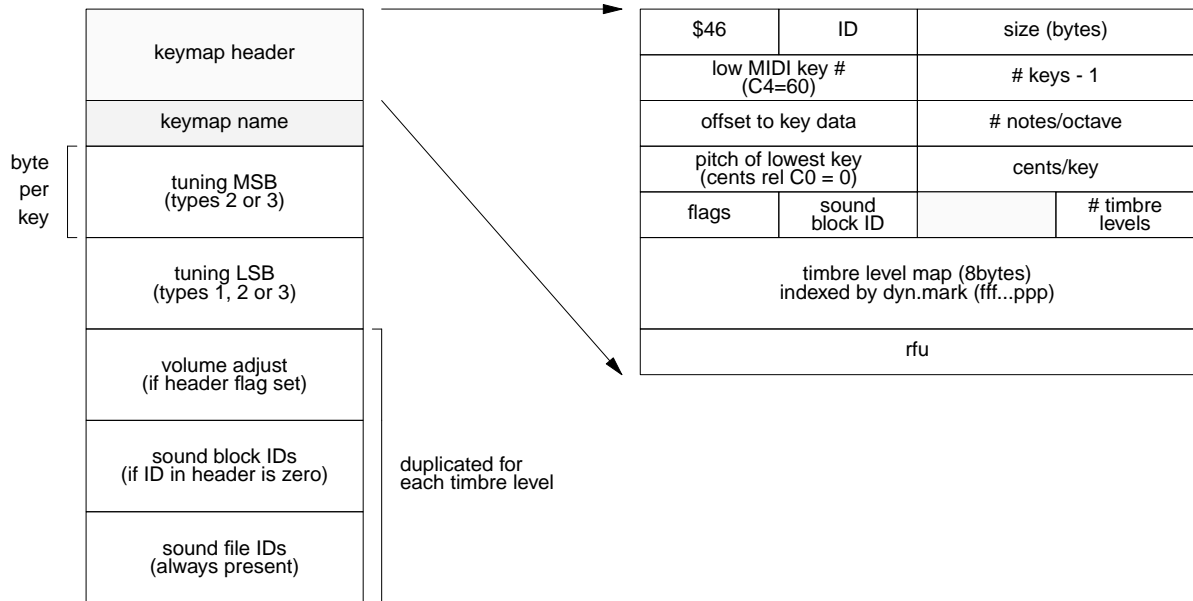 keymap header
keymap name
byte
per
key
tuning MSB
(types 2 or 3)
tuning LSB
(types 1, 2 or 3)
volume adjust
(if header flag set)
sound block IDs
(if ID in header is zero)
sound file IDs
(always present)
duplicated for
each timbre level
$46 ID size (bytes)
low MIDI key #
(C4=60)
# keys - 1
offset to key data # notes/octave
pitch of lowest key
(cents rel C0 = 0)
cents/key
flags
sound
block ID
# timbre
levels
timbre level map (8bytes)
indexed by dyn.mark (fff...ppp)
rfu